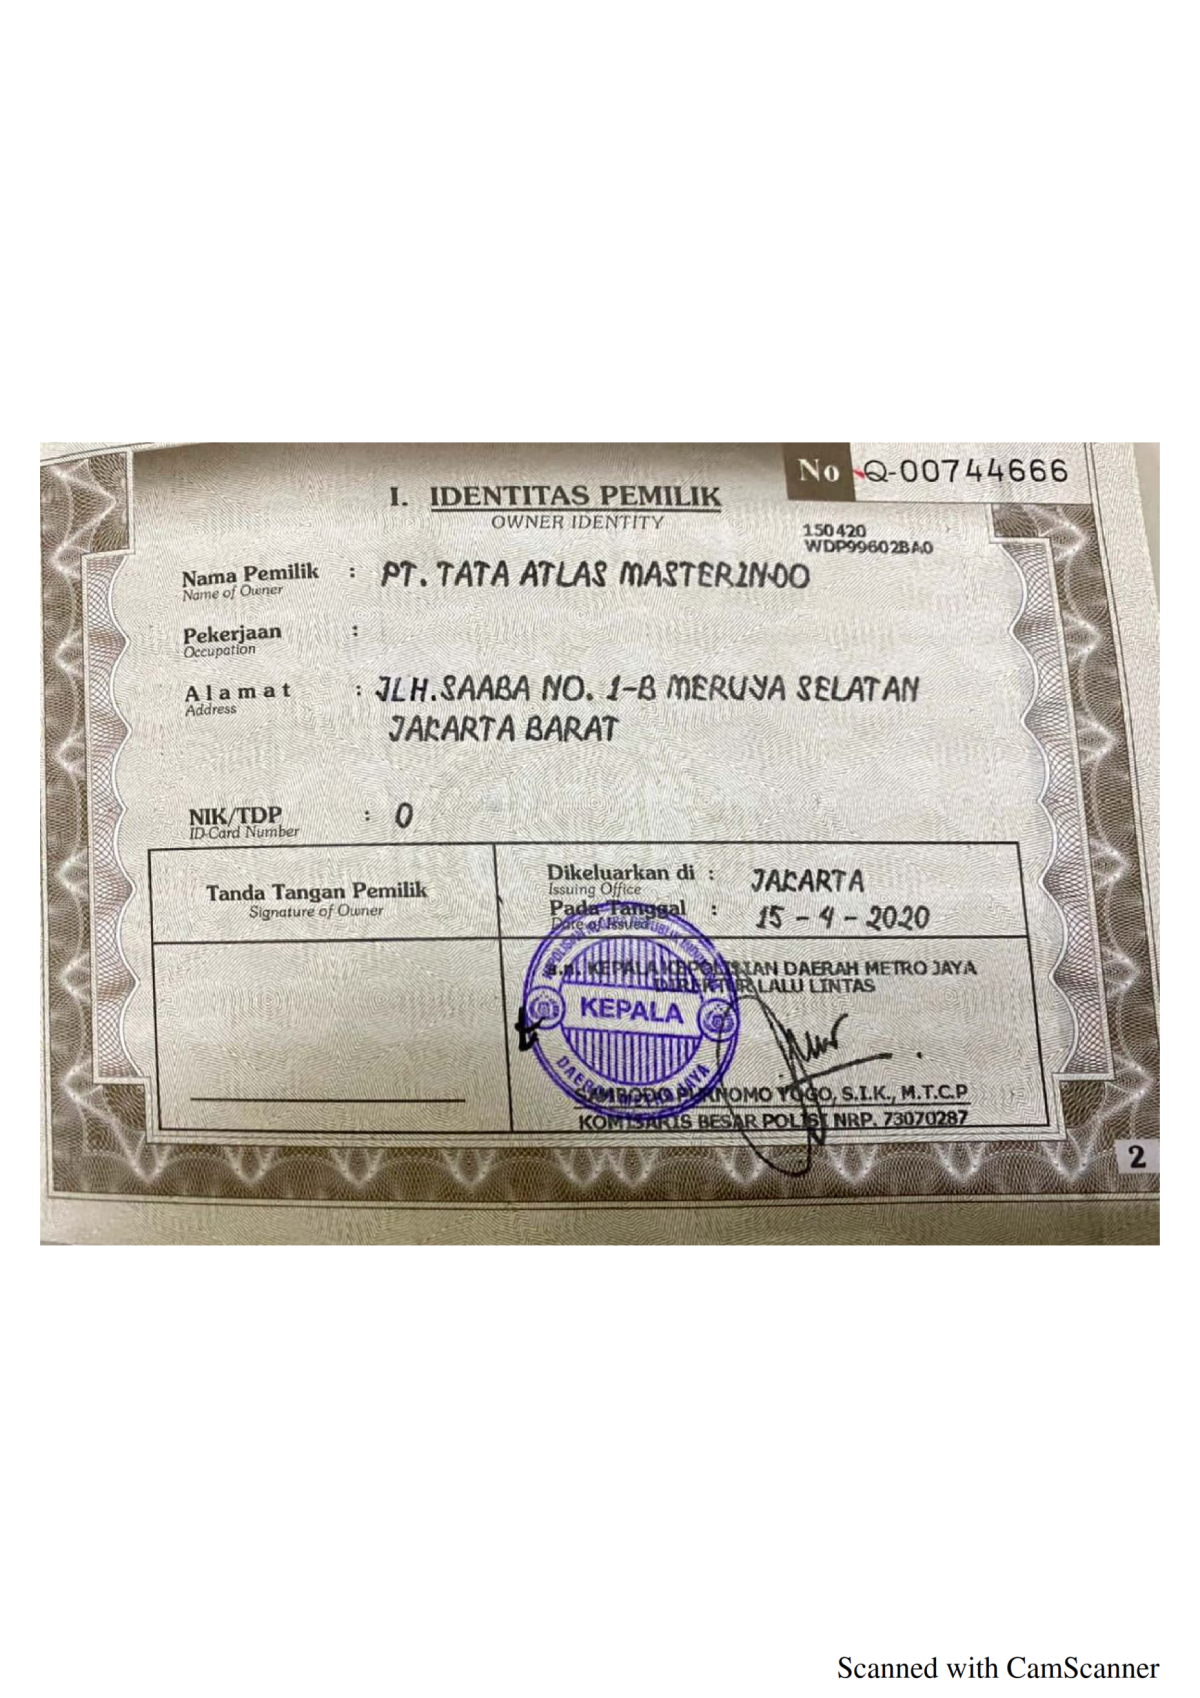 No Q-00744666
I. IDENTITAS PEMILIK
OWNER IDENTITY
150420
WDP99602BA0
Nama Pemilik : PT. TATA ATLAS MASTERINDO
Name of Owner
Pekerjaan :
Occupation
Alamat : JLH.SAABA NO. 1-B MERUYA SELATAN
Address
JAKARTA BARAT
NIK/TDP : 0
ID-Card Number
Tanda Tangan Pemilik
Signature of Owner
Dikeluarkan di : JAKARTA
Issuing Office
Pada Tanggal : 15 - 4 - 2020
Date of Issued
a.n. KEPALA KEPOLISIAN DAERAH METRO JAYA
DIREKTUR LALU LINTAS
KEPALA
DAERAH METRO JAYA
SAMBODO PURNOMO YOGO, S.I.K., M.T.C.P
KOMISARIS BESAR POLISI NRP. 73070287
2
Scanned with CamScanner